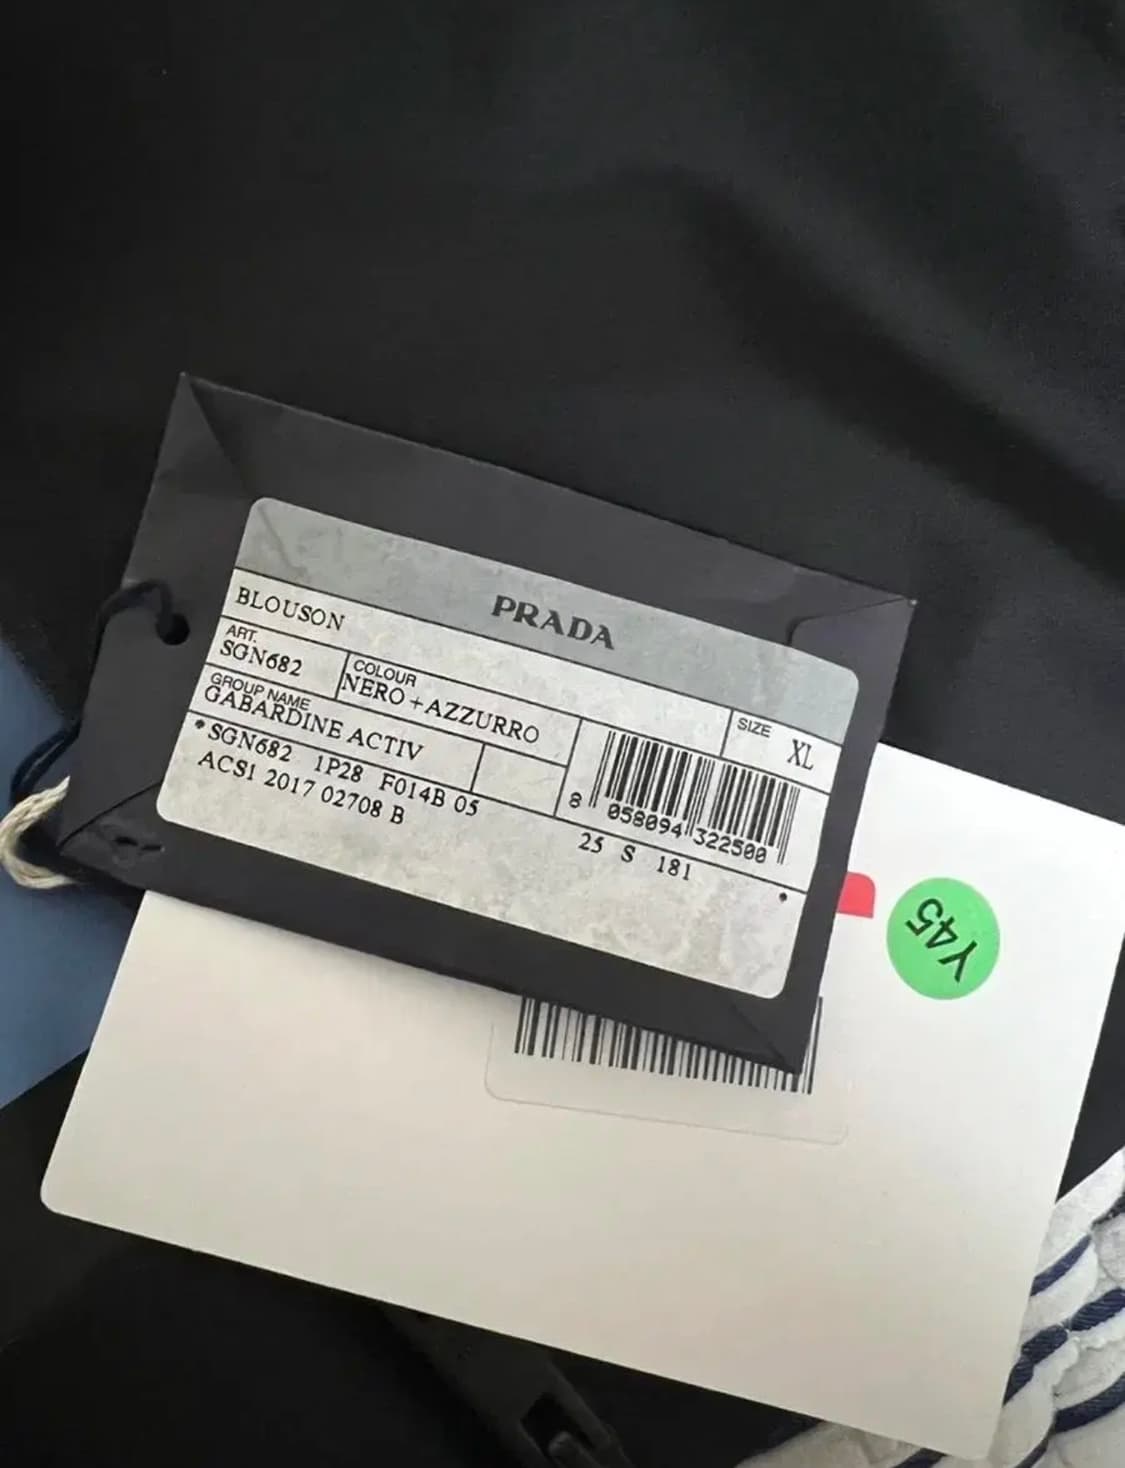 PRADA
BLOUSON
SIZE XL
ART.
SGN682
COLOUR
NERO + AZZURRO
GROUP NAME
GABARDINE ACTIV
8 058094 322500
SGN682 1P28 F014B 05
25 S 181
ACS1 2017 02708 B
Y45